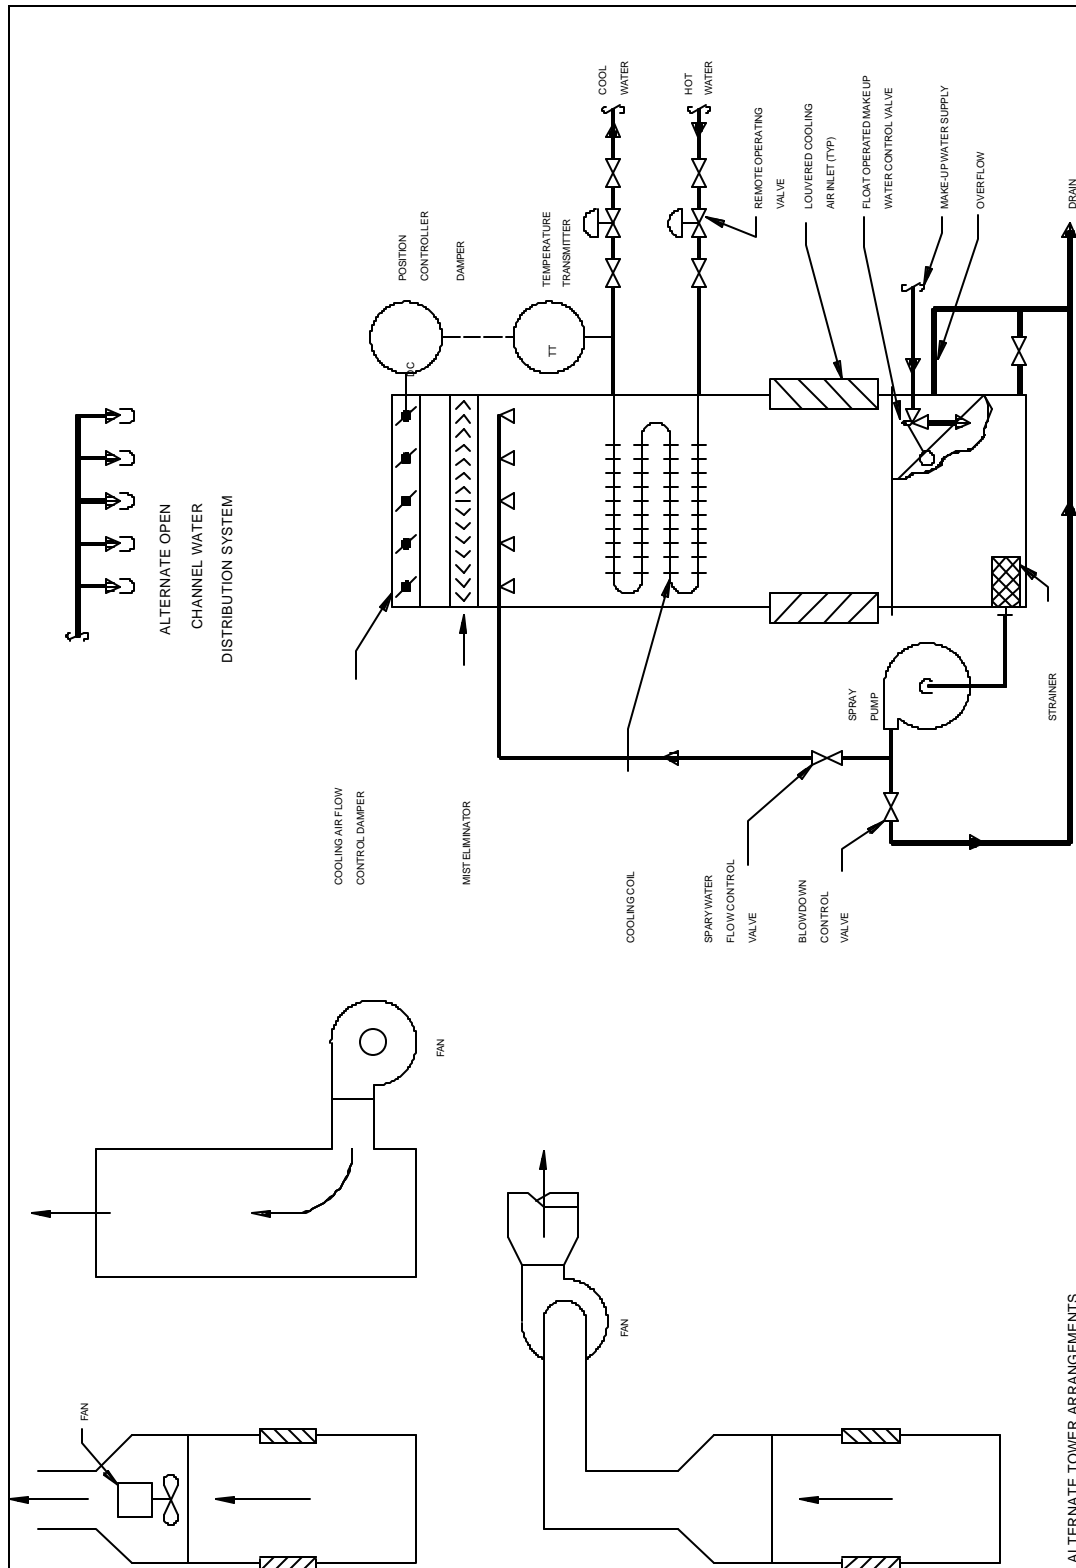 ALTERNATE OPEN
CHANNEL WATER
DISTRIBUTION SYSTEM
POSITION
CONTROLLER
DAMPER
TEMPERATURE
TRANSMITTER
DC
TT
COOL
WATER
HOT
WATER
REMOTE OPERATING
VALVE
LOUVERED COOLING
AIR INLET (TYP)
FLOAT OPERATED MAKE UP
WATER CONTROL VALVE
MAKE-UP WATER SUPPLY
OVERFLOW
DRAIN
COOLING AIR FLOW
CONTROL DAMPER
MIST ELIMINATOR
COOLING COIL
SPARY WATER
FLOW CONTROL
VALVE
BLOWDOWN
CONTROL
VALVE
SPRAY
PUMP
STRAINER
FAN
FAN
FAN
ALTERNATE TOWER ARRANGEMENTS